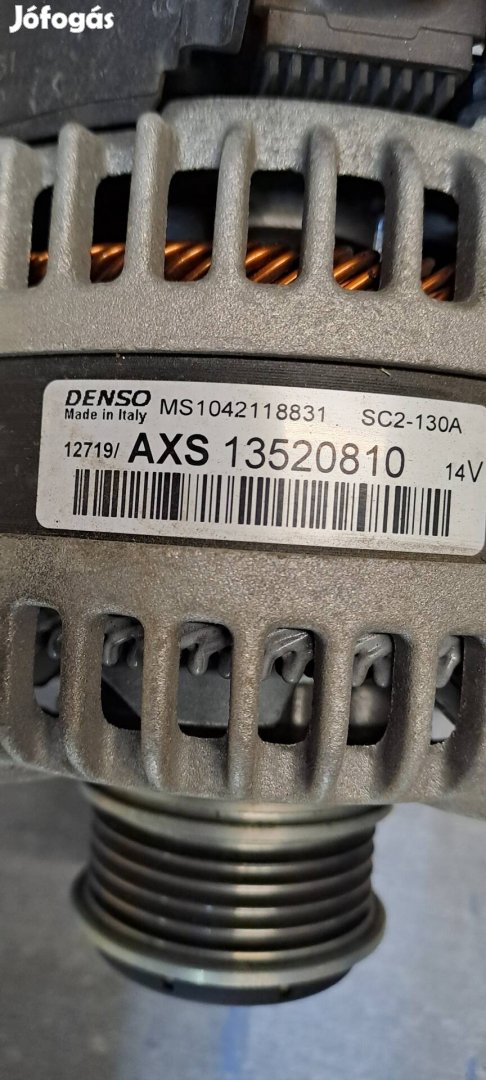 Jófogás
DENSO MS1042118831 SC2-130A
Made in Italy
12719/ AXS 13520810 14V